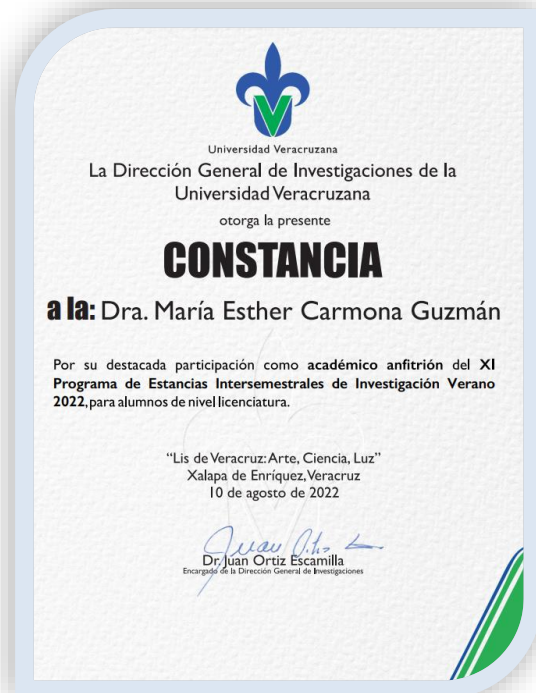 Universidad Veracruzana
La Dirección General de Investigaciones de la
Universidad Veracruzana
otorga la presente
CONSTANCIA
a la: Dra. María Esther Carmona Guzmán
Por su destacada participación como académico anfitrión del XI
Programa de Estancias Intersemestrales de Investigación Verano
2022, para alumnos de nivel licenciatura.
“Lis de Veracruz: Arte, Ciencia, Luz”
Xalapa de Enríquez, Veracruz
10 de agosto de 2022
Juan Ortiz E
Dr. Juan Ortiz Escamilla
Encargado de la Dirección General de Investigaciones